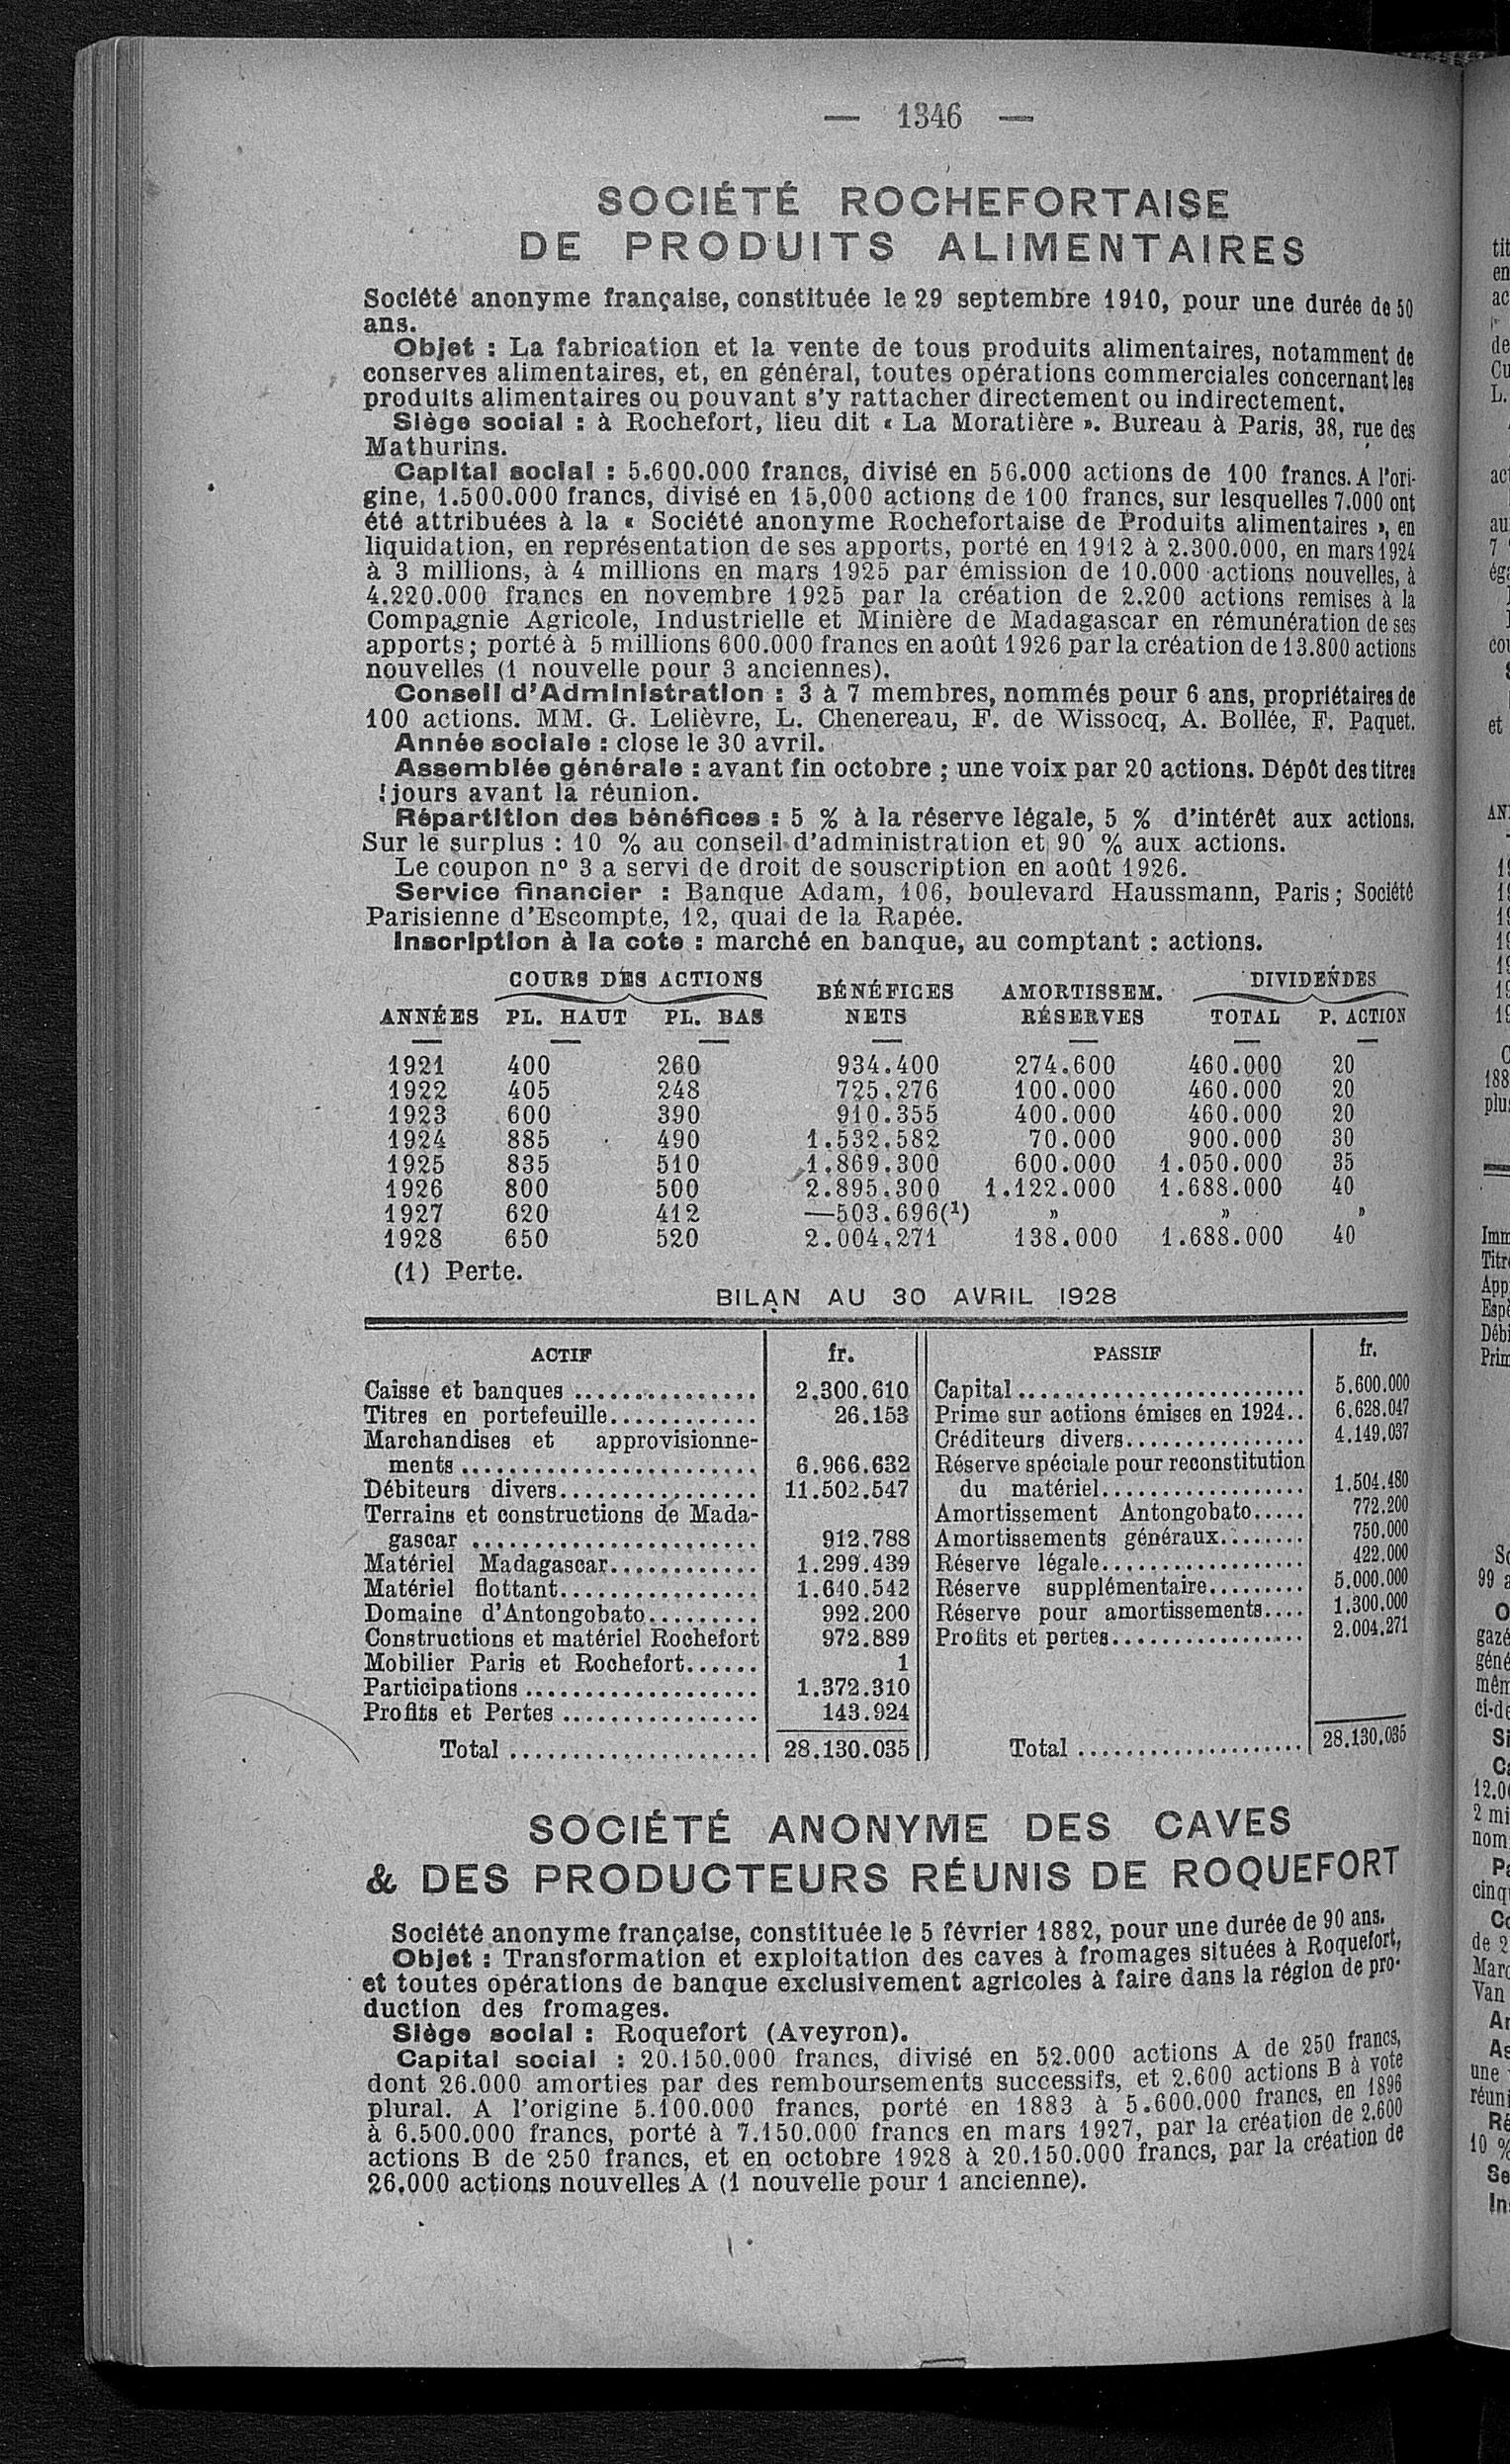 — 1346 —
SOCIÉTÉ ROCHEFORTAISE
DE PRODUITS ALIMENTAIRES
Société anonyme française, constituée le 29 septembre 1910, pour une durée de 50
ans.
Objet : La fabrication et la vente de tous produits alimentaires, notamment de
conserves alimentaires, et, en général, toutes opérations commerciales concernant les
produits alimentaires ou pouvant s'y rattacher directement ou indirectement.
Siège social : à Rochefort, lieu dit « La Moratière ». Bureau à Paris, 38, rue des
Mathurins.
Capital social : 5.600.000 francs, divisé en 56.000 actions de 100 francs. A l'ori-
gine, 1.500.000 francs, divisé en 15,000 actions de 100 francs, sur lesquelles 7.000 ont
été attribuées à la « Société anonyme Rochefortaise de Produits alimentaires », en
liquidation, en représentation de ses apports, porté en 1912 à 2.300.000, en mars 1924
à 3 millions, à 4 millions en mars 1925 par émission de 10.000 actions nouvelles, à
4.220.000 francs en novembre 1925 par la création de 2.200 actions remises à la
Compagnie Agricole, Industrielle et Minière de Madagascar en rémunération de ses
apports ; porté à 5 millions 600.000 francs en août 1926 par la création de 13.800 actions
nouvelles (1 nouvelle pour 3 anciennes).
Conseil d'Administration : 3 à 7 membres, nommés pour 6 ans, propriétaires de
100 actions. MM. G. Lelièvre, L. Chenereau, F. de Wissocq, A. Bollée, F. Paquet.
Année sociale : close le 30 avril.
Assemblée générale : avant fin octobre ; une voix par 20 actions. Dépôt des titres
jours avant la réunion.
Répartition des bénéfices : 5 % à la réserve légale, 5 % d'intérêt aux actions.
Sur le surplus : 10 % au conseil d'administration et 90 % aux actions.
Le coupon nº 3 a servi de droit de souscription en août 1926.
Service financier : Banque Adam, 106, boulevard Haussmann, Paris ; Société
Parisienne d'Escompte, 12, quai de la Rapée.
Inscription à la cote : marché en banque, au comptant : actions.
COURS DES ACTIONS BÉNÉFICES AMORTISSEM. DIVIDENDES
ANNÉES PL. HAUT PL. BAS NETS RÉSERVES TOTAL P. ACTION
1921 400 260 934.400 274.600 460.000 20
1922 405 248 725.276 100.000 460.000 20
1923 600 390 910.355 400.000 460.000 20
1924 885 490 1.532.582 70.000 900.000 30
1925 835 510 1.869.300 600.000 1.050.000 35
1926 800 500 2.895.300 1.122.000 1.688.000 40
1927 620 412 —503.696(1) » » »
1928 650 520 2.004.271 138.000 1.688.000 40
(1) Perte.
BILAN AU 30 AVRIL 1928
ACTIF fr. PASSIF fr.
Caisse et banques ............... 2.300.610 Capital ......................... 5.600.000
Titres en portefeuille............ 26.153 Prime sur actions émises en 1924.. 6.628.047
Marchandises et approvisionne- Créditeurs divers................ 4.149.037
ments ......................... 6.966.632 Réserve spéciale pour reconstitution
Débiteurs divers................. 11.502.547 du matériel.................. 1.504.480
Terrains et constructions de Mada- Amortissement Antongobato..... 772.200
gascar ........................ 912.788 Amortissements généraux........ 750.000
Matériel Madagascar............. 1.299.439 Réserve légale.................. 422.000
Matériel flottant................. 1.640.542 Réserve supplémentaire......... 5.000.000
Domaine d'Antongobato......... 992.200 Réserve pour amortissements.... 1.300.000
Constructions et matériel Rochefort 972.889 Profits et pertes................. 2.004.271
Mobilier Paris et Rochefort...... 1
Participations .................... 1.372.310
Profits et Pertes ................. 143.924
Total ..................... 28.130.035 Total .................... 28.130.035
SOCIÉTÉ ANONYME DES CAVES
& DES PRODUCTEURS RÉUNIS DE ROQUEFORT
Société anonyme française, constituée le 5 février 1882, pour une durée de 90 ans.
Objet : Transformation et exploitation des caves à fromages situées à Roquefort,
et toutes opérations de banque exclusivement agricoles à faire dans la région de pro-
duction des fromages.
Siège social : Roquefort (Aveyron).
Capital social : 20.150.000 francs, divisé en 52.000 actions A de 250 francs,
dont 26.000 amorties par des remboursements successifs, et 2.600 actions B à vote
plural. A l'origine 5.100.000 francs, porté en 1883 à 5.600.000 francs, en 1896
à 6.500.000 francs, porté à 7.150.000 francs en mars 1927, par la création de 2.600
actions B de 250 francs, et en octobre 1928 à 20.150.000 francs, par la création de
26.000 actions nouvelles A (1 nouvelle pour 1 ancienne).